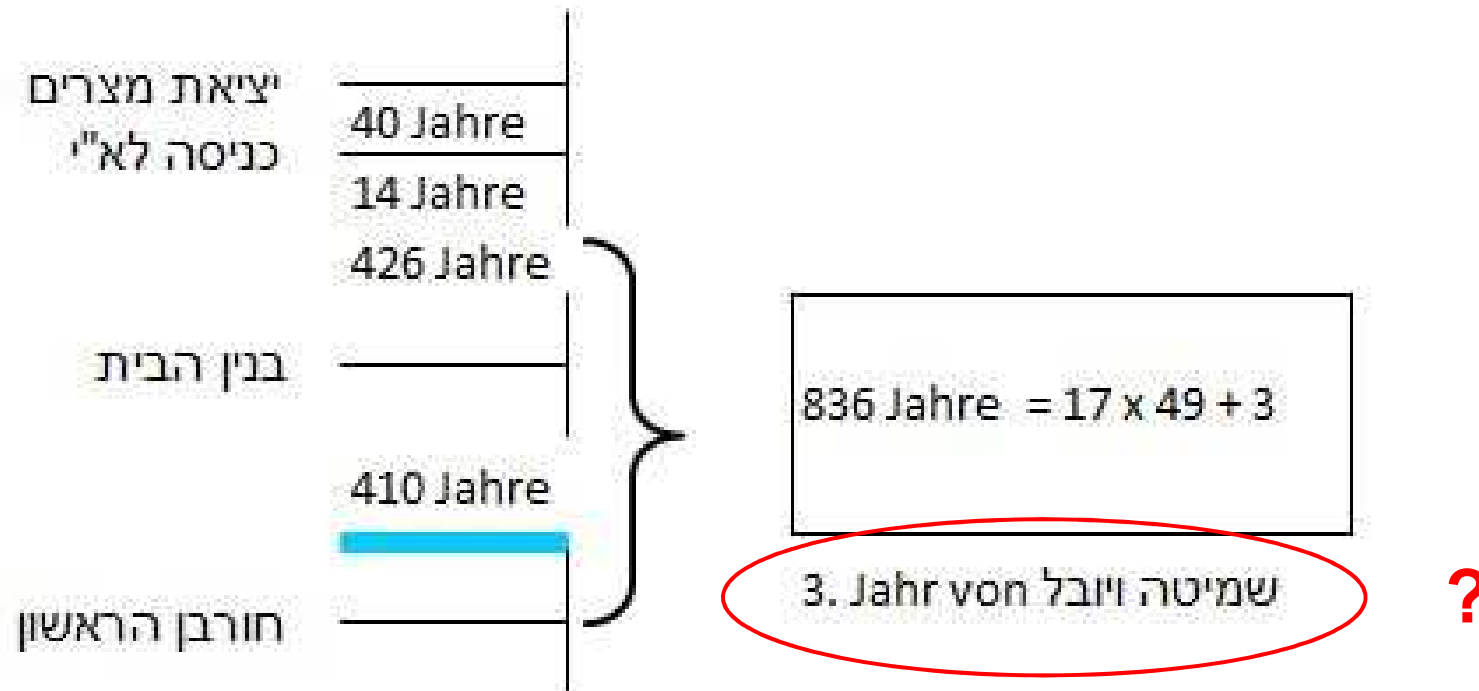 יציאת מצרים
40 Jahre
כניסה לא"י
14 Jahre
426 Jahre
בנין הבית
836 Jahre = 17 x 49 + 3
410 Jahre
3. Jahr von שמיטה ויובל
?
חורבן הראשון